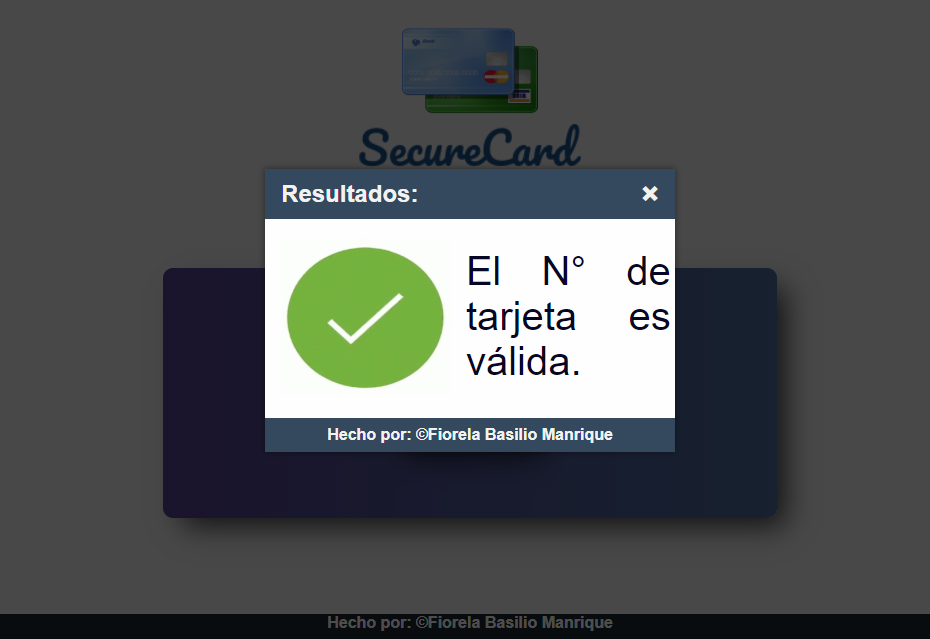 SecureCard
Resultados:
El N° de
tarjeta es
válida.
Hecho por: ©Fiorela Basilio Manrique
Hecho por: ©Fiorela Basilio Manrique